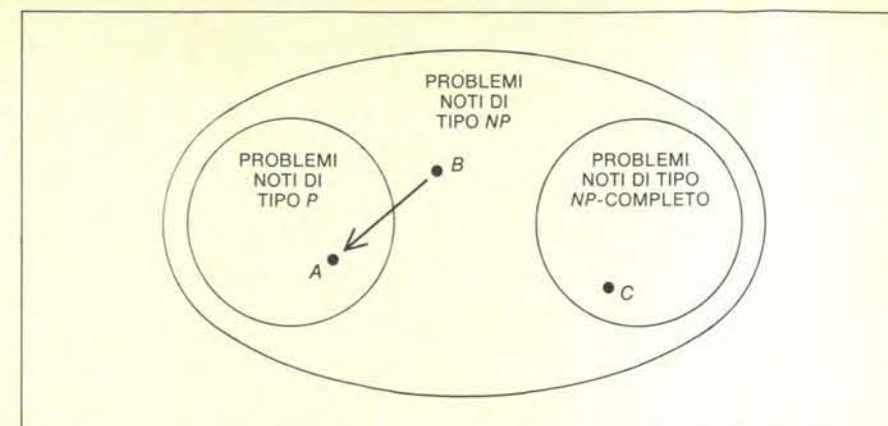 PROBLEMI
NOTI DI
TIPO NP
PROBLEMI
NOTI DI
TIPO P
B
A
PROBLEMI
NOTI DI TIPO
NP-COMPLETO
C